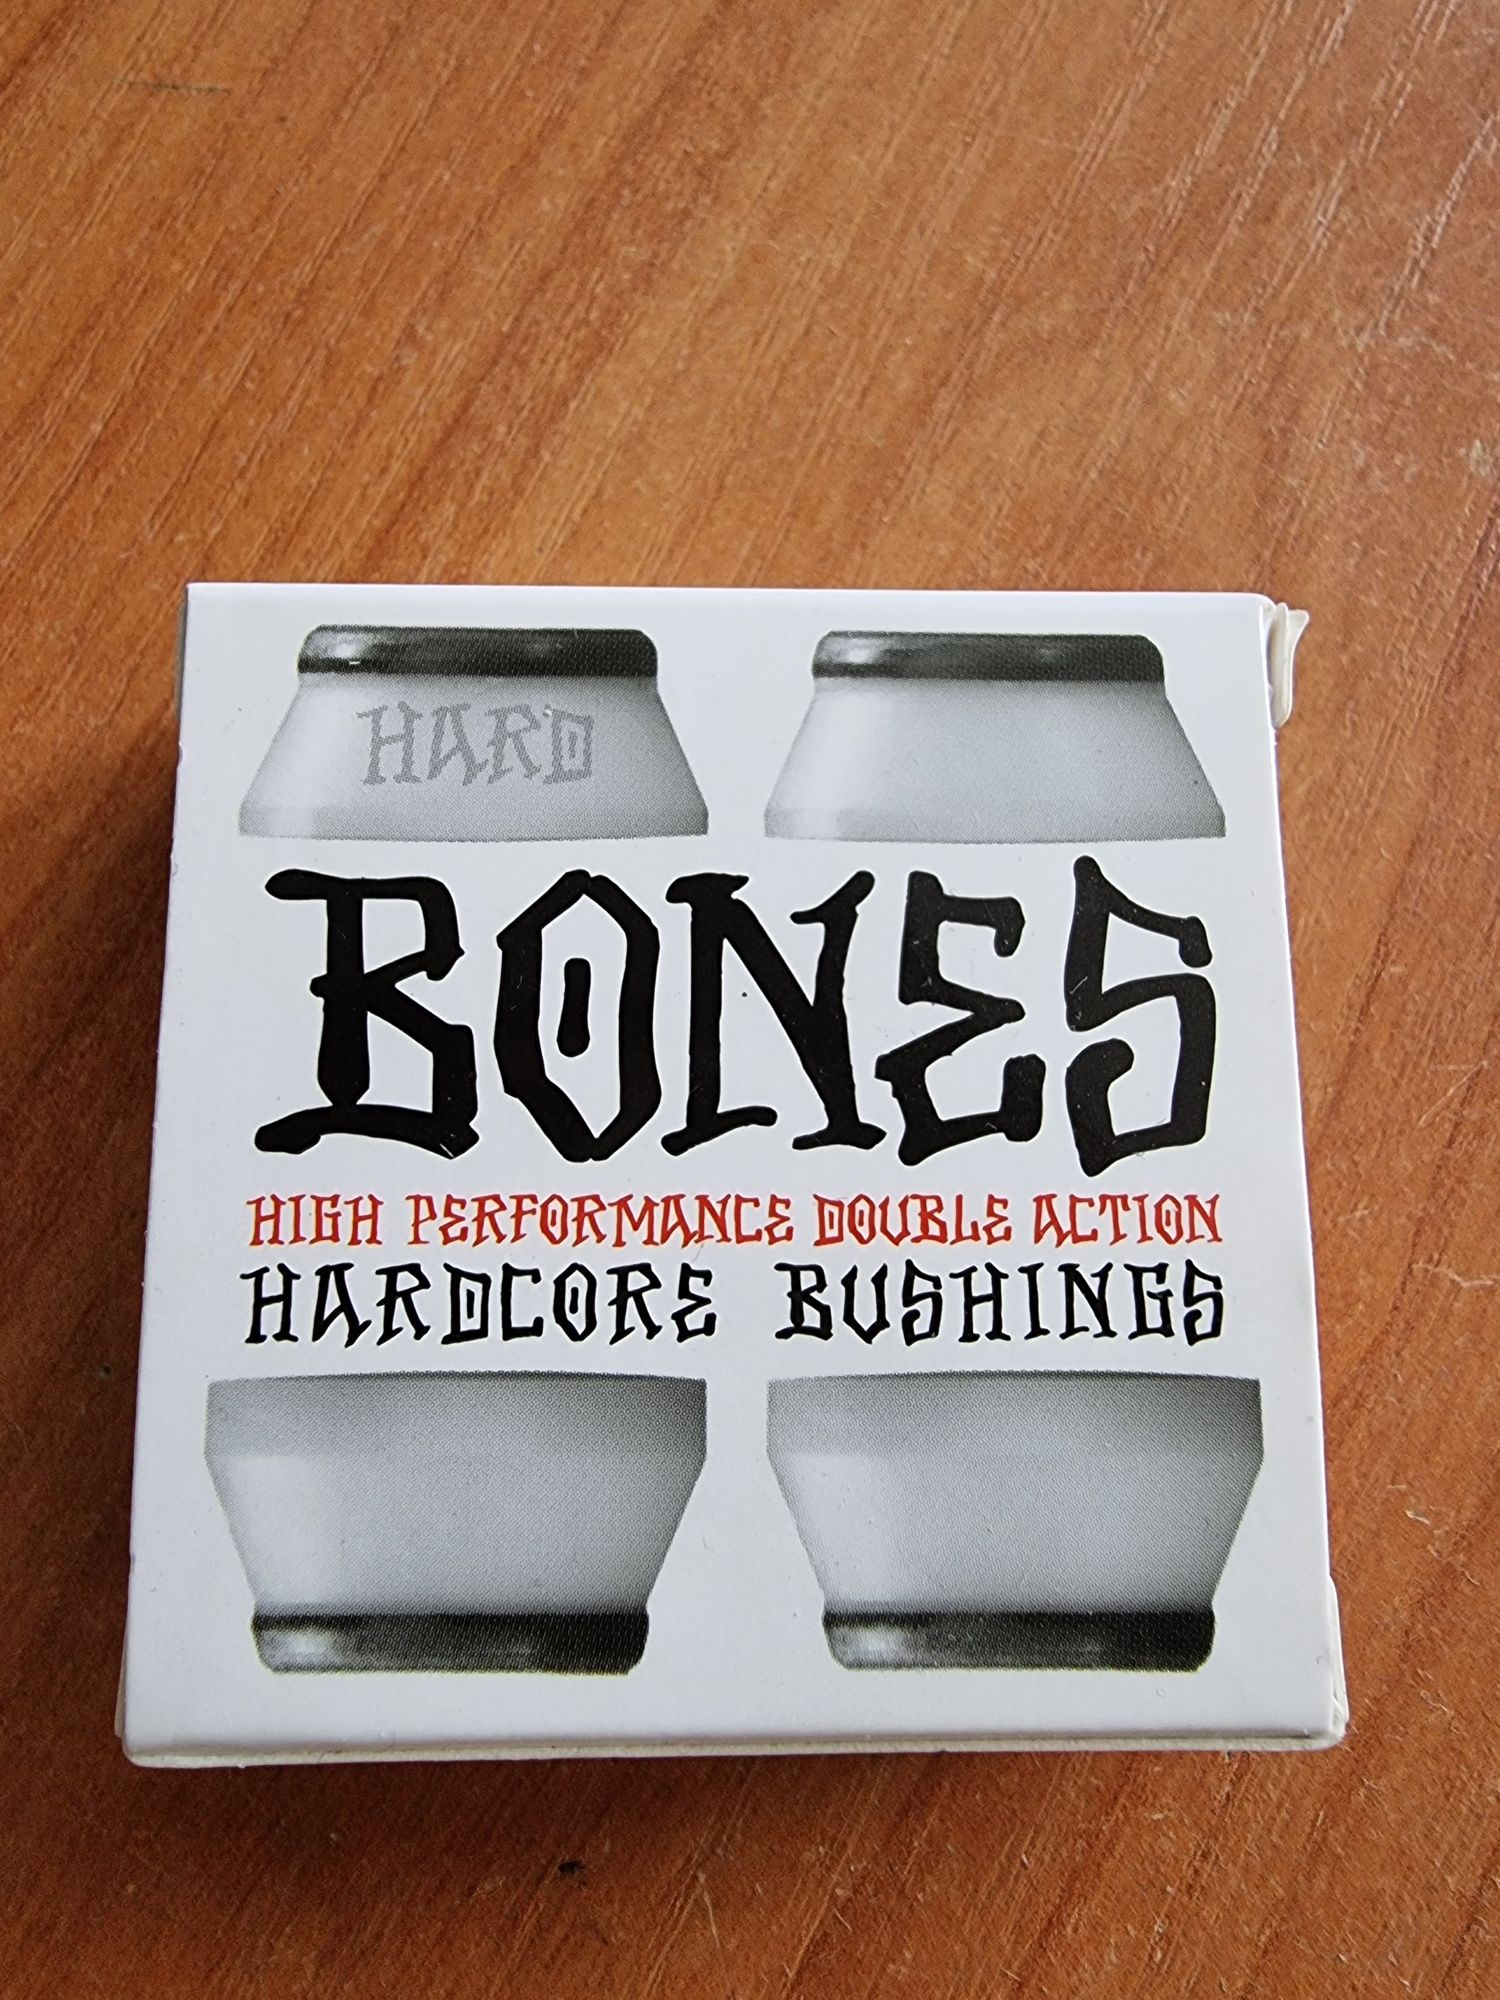 HARD
BONES
HIGH PERFORMANCE DOUBLE ACTION
HARDCORE BUSHINGS